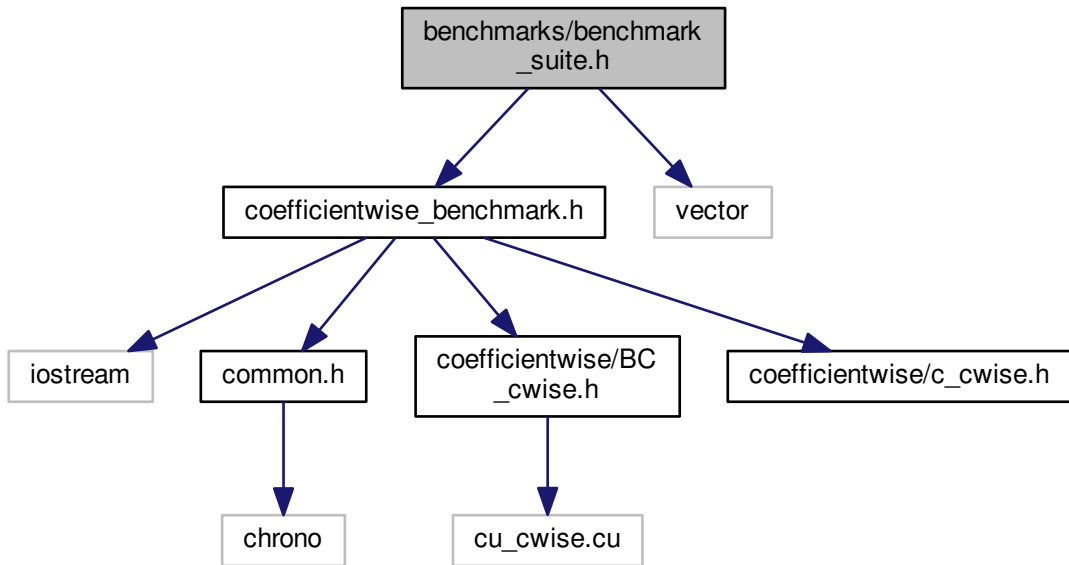 benchmarks/benchmark
_suite.h
coefficientwise_benchmark.h
vector
iostream
common.h
coefficientwise/BC
_cwise.h
coefficientwise/c_cwise.h
chrono
cu_cwise.cu